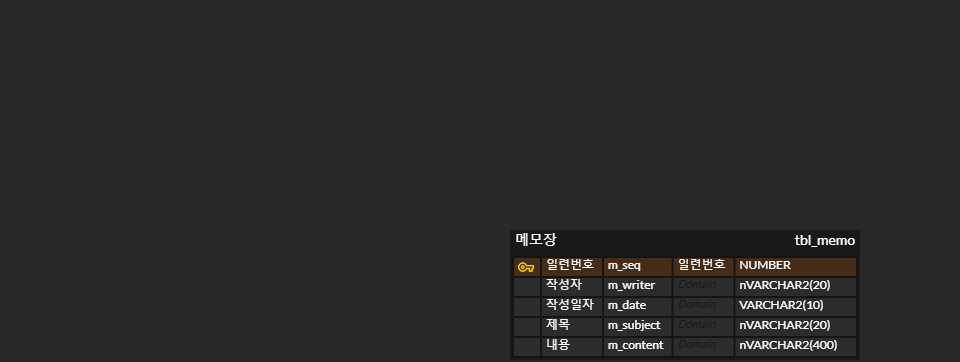 메모장 tbl_memo
일련번호 m_seq 일련번호 NUMBER
작성자 m_writer Domain nVARCHAR2(20)
작성일자 m_date Domain VARCHAR2(10)
제목 m_subject Domain nVARCHAR2(20)
내용 m_content Domain nVARCHAR2(400)